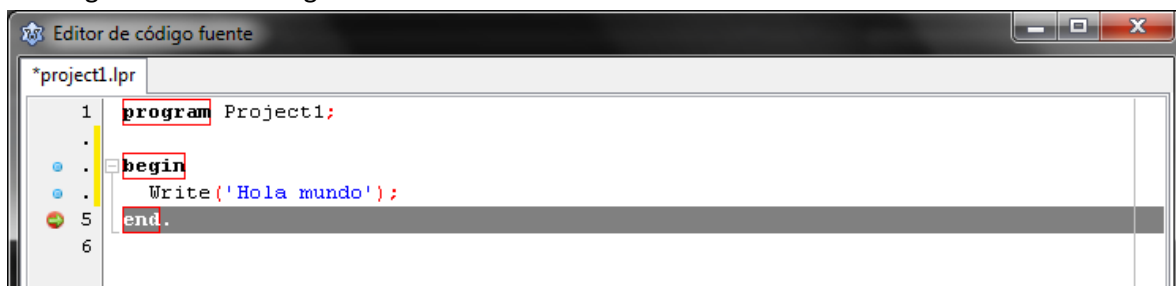 Editor de código fuente
*project1.lpr
1 program Project1;
.
. begin
. Write('Hola mundo');
5 end.
6